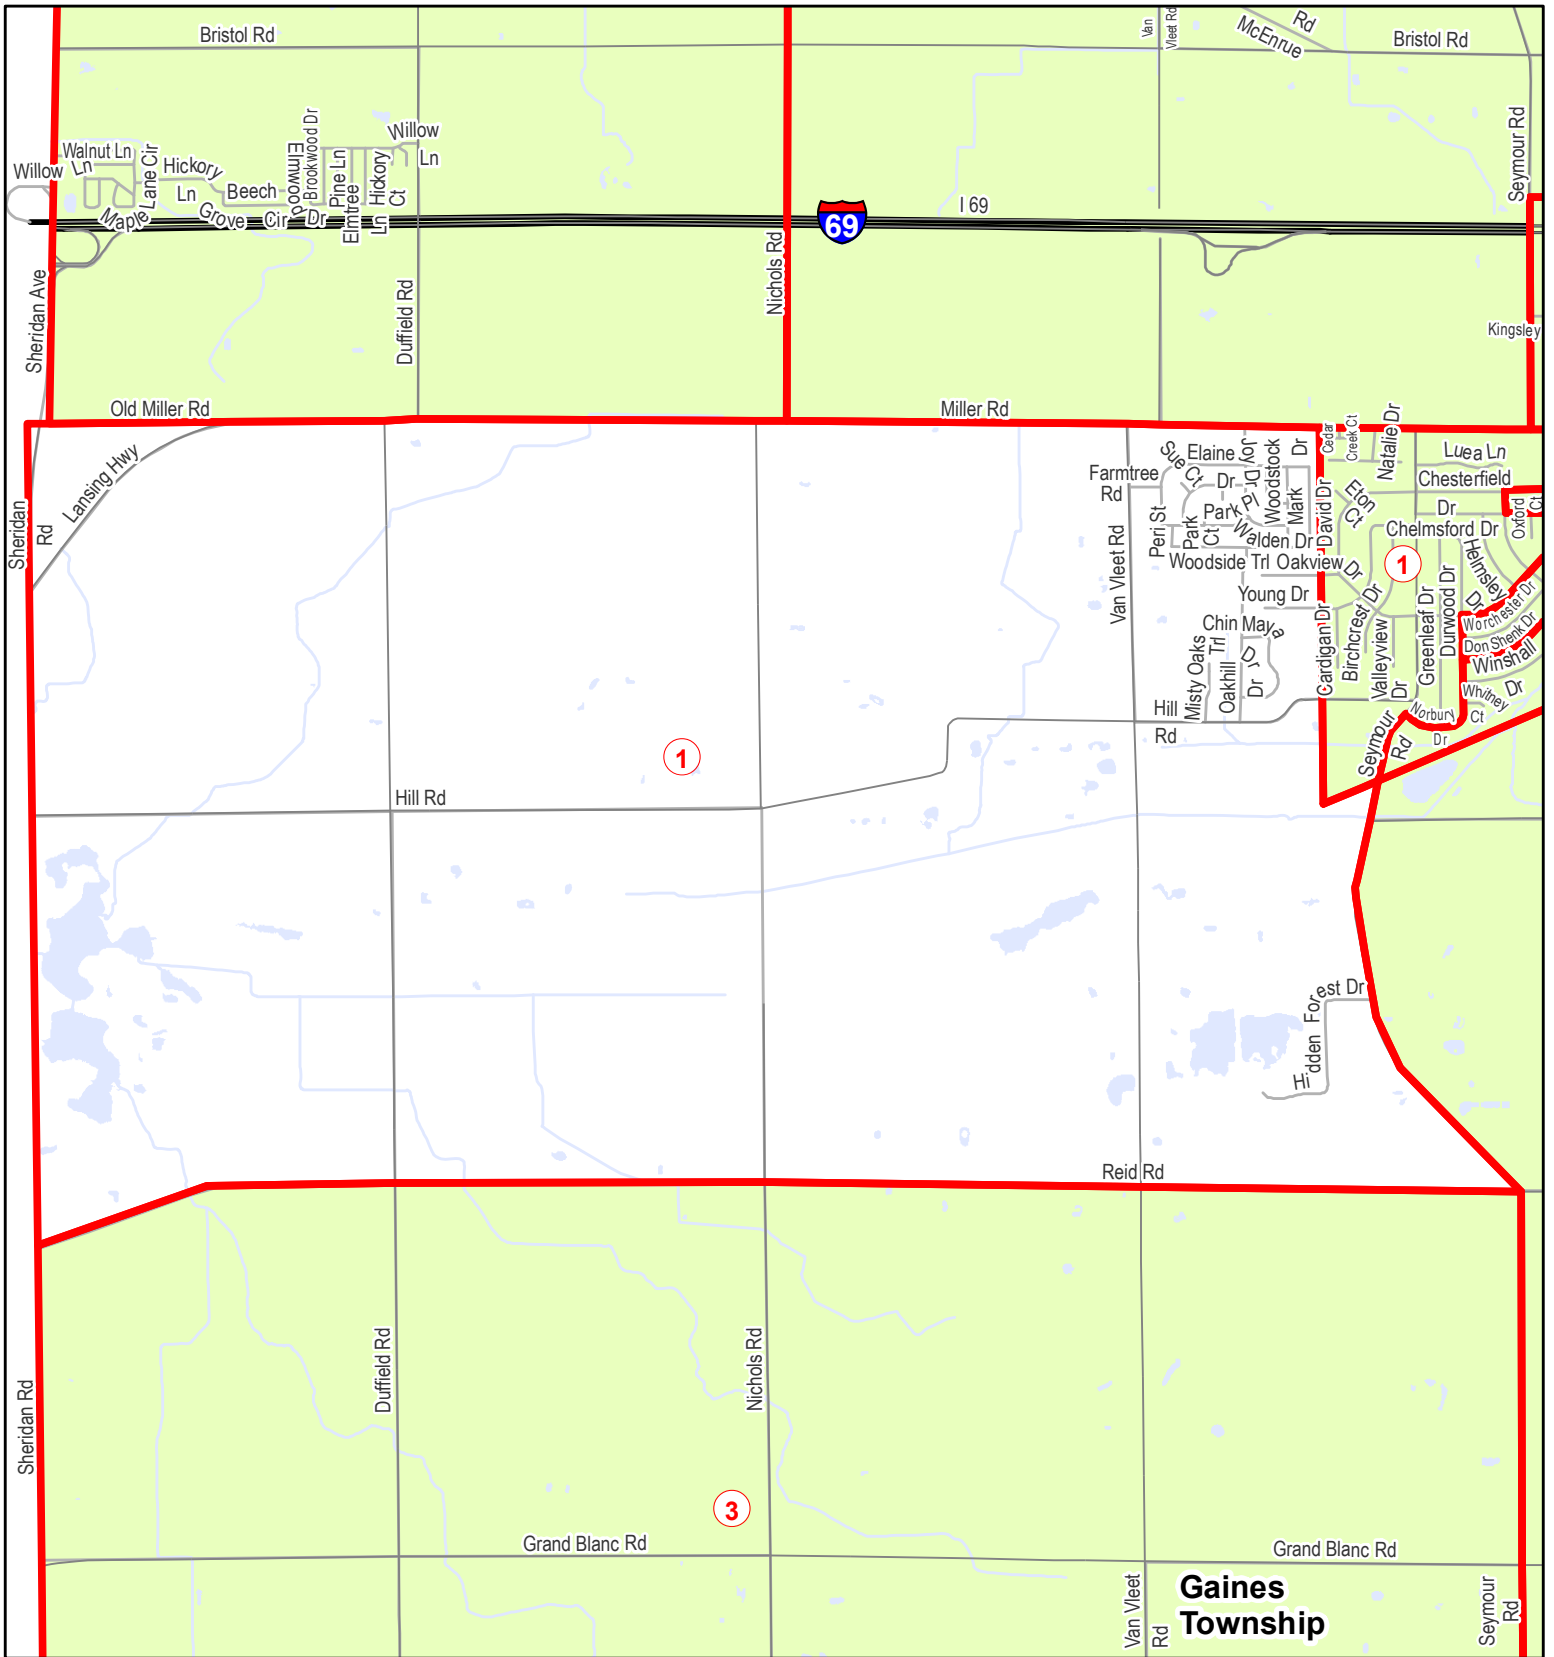 Bristol Rd
Van
Vleet Rd
Rd
McEnrue
Bristol Rd
Seymour Rd
Willow
Walnut Ln
Ln
Lane Cir
Maple
Hickory
Ln
Beech
Grove Cir Dr
Elmwood
Brookwood Dr
Pine Ln
Elmtree
Hickory
Ln
Ct
Willow
Ln
I 69
69
Sheridan Ave
Duffield Rd
Nichols Rd
Kingsley
Old Miller Rd
Miller Rd
Lansing Hwy
Sheridan
Rd
Farmtree
Rd
Sue Ct
Elaine
Dr
Joy Dr
Woodstock
Dr
Mark
Peri St
Park
Ct
Park Pl
Walden Dr
Woodside Trl
Oakview
Dr
Young Dr
Chin Maya
Dr
Dr
Misty Oaks
Trl
Oakhill
Van Vleet Rd
Hill
Rd
Cedar
Creek Ct
Natalie Dr
Luea Ln
Chesterfield
Dr
Eton
Ct
David Dr
Oxford
Ct
Chelmsford Dr
Helmsley
Dr
1
Worchester Dr
Don Shenk Dr
Winshall
Dr
Whitney
Ct
Cardigan Dr
Birchcrest Dr
Valleyview
Dr
Greenleaf Dr
Durwood Dr
Norbury
Dr
Seymour
Rd
1
Hill Rd
Hidden Forest Dr
Reid Rd
Sheridan Rd
Duffield Rd
Nichols Rd
3
Grand Blanc Rd
Grand Blanc Rd
Van Vleet
Rd
Gaines
Township
Seymour
Rd